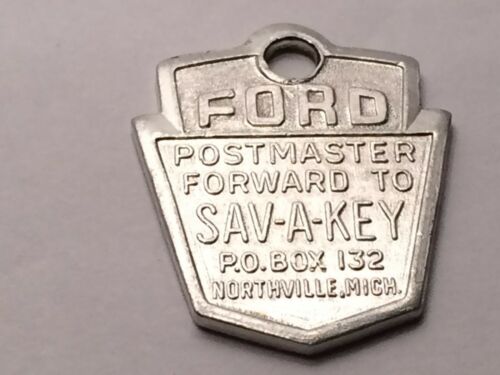 FORD
POSTMASTER
FORWARD TO
SAV-A-KEY
P.O. BOX 132
NORTHVILLE, MICH.